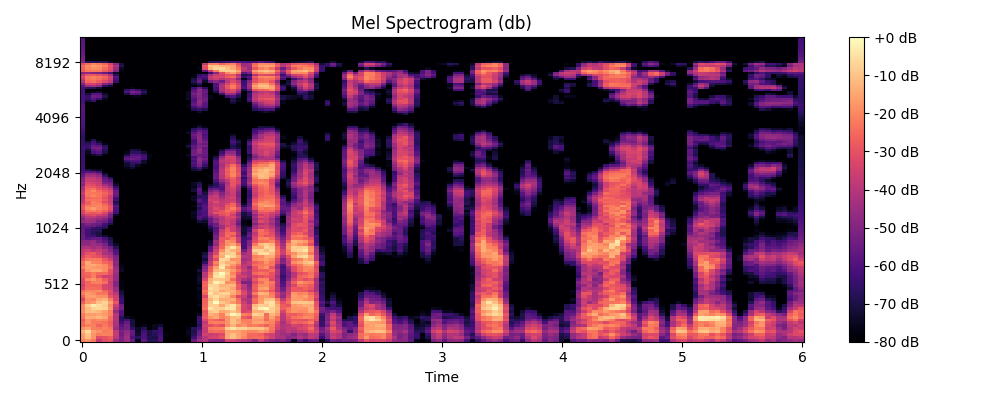 Mel Spectrogram (db)
8192
4096
2048
1024
512
0
Hz
0 1 2 3 4 5 6
Time
+0 dB
-10 dB
-20 dB
-30 dB
-40 dB
-50 dB
-60 dB
-70 dB
-80 dB